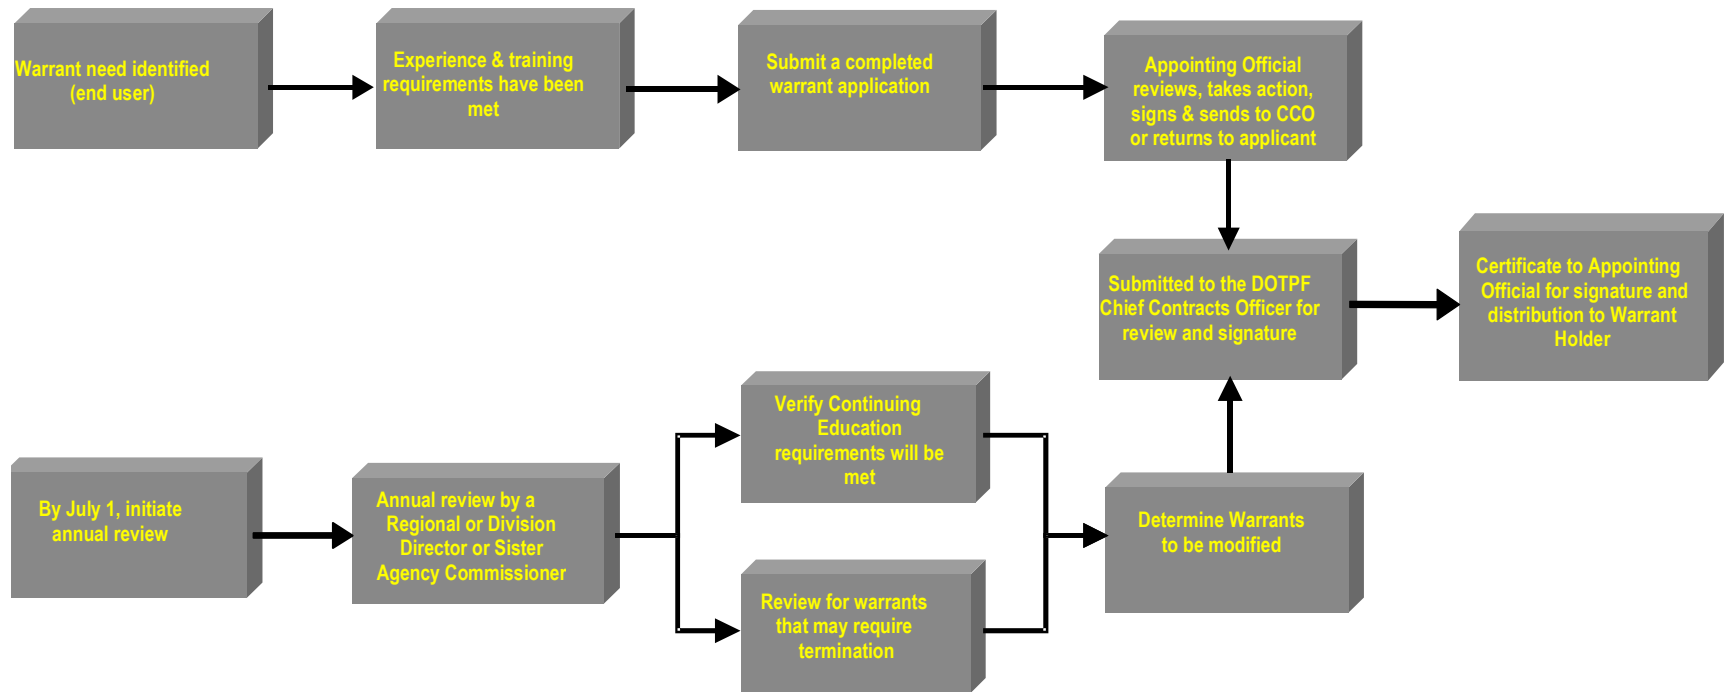 Warrant need identified
(end user)
Experience & training
requirements have been
met
Submit a completed
warrant application
Appointing Official
reviews, takes action,
signs & sends to CCO
or returns to applicant
Submitted to the DOTPF
Chief Contracts Officer for
review and signature
Certificate to Appointing
Official for signature and
distribution to Warrant
Holder
By July 1, initiate
annual review
Annual review by a
Regional or Division
Director or Sister
Agency Commissioner
Verify Continuing
Education
requirements will be
met
Review for warrants
that may require
termination
Determine Warrants
to be modified